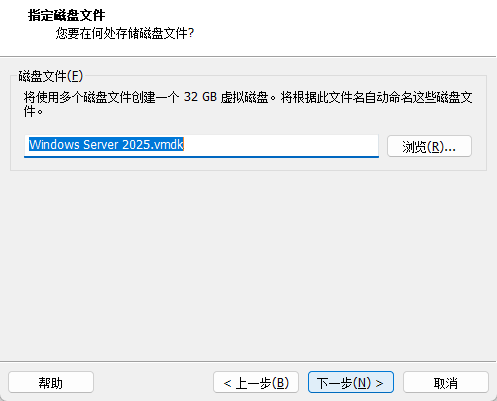 指定磁盘文件
您要在何处存储磁盘文件?
磁盘文件(F)
将使用多个磁盘文件创建一个 32 GB 虚拟磁盘。将根据此文件名自动命名这些磁盘文
件。
Windows Server 2025.vmdk
浏览(R)...
帮助
< 上一步(B)
下一步(N) >
取消